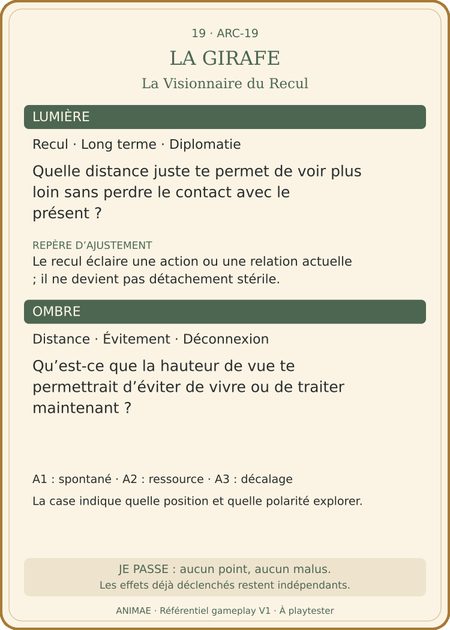 19 · ARC-19
LA GIRAFE
La Visionnaire du Recul
LUMIÈRE
Recul · Long terme · Diplomatie
Quelle distance juste te permet de voir plus
loin sans perdre le contact avec le
présent ?
REPÈRE D’AJUSTEMENT
Le recul éclaire une action ou une relation actuelle
; il ne devient pas détachement stérile.
OMBRE
Distance · Évitement · Déconnexion
Qu’est-ce que la hauteur de vue te
permettrait d’éviter de vivre ou de traiter
maintenant ?
A1 : spontané · A2 : ressource · A3 : décalage
La case indique quelle position et quelle polarité explorer.
JE PASSE : aucun point, aucun malus.
Les effets déjà déclenchés restent indépendants.
ANIMAE · Référentiel gameplay V1 · À playtester